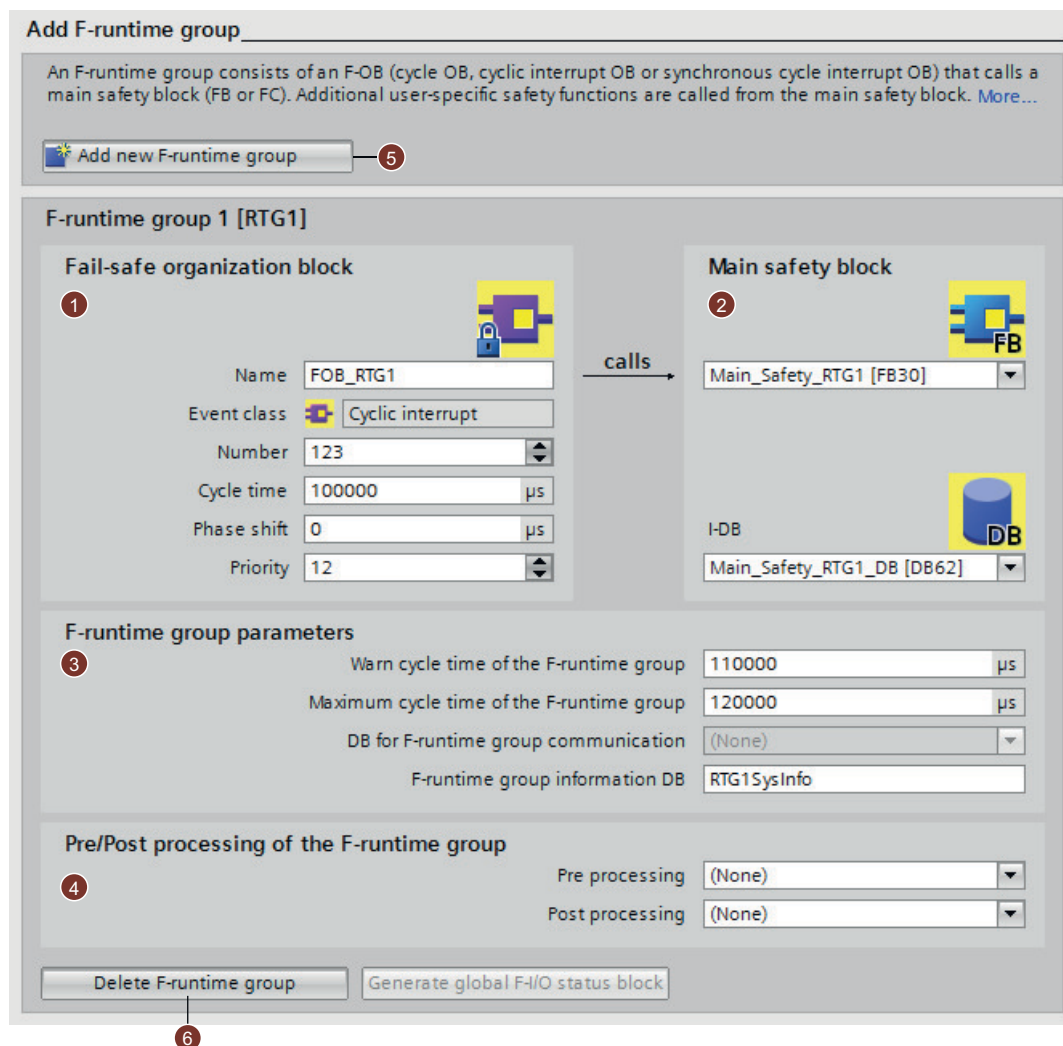 Add F-runtime group
An F-runtime group consists of an F-OB (cycle OB, cyclic interrupt OB or synchronous cycle interrupt OB) that calls a
main safety block (FB or FC). Additional user-specific safety functions are called from the main safety block. More...
Add new F-runtime group
5
F-runtime group 1 [RTG1]
Fail-safe organization block
1
Name FOB_RTG1
Event class Cyclic interrupt
Number 123
Cycle time 100000 µs
Phase shift 0 µs
Priority 12
calls
Main safety block
2
FB
Main_Safety_RTG1 [FB30]
I-DB
DB
Main_Safety_RTG1_DB [DB62]
F-runtime group parameters
3
Warn cycle time of the F-runtime group 110000 µs
Maximum cycle time of the F-runtime group 120000 µs
DB for F-runtime group communication (None)
F-runtime group information DB RTG1SysInfo
Pre/Post processing of the F-runtime group
4
Pre processing (None)
Post processing (None)
Delete F-runtime group Generate global F-I/O status block
6